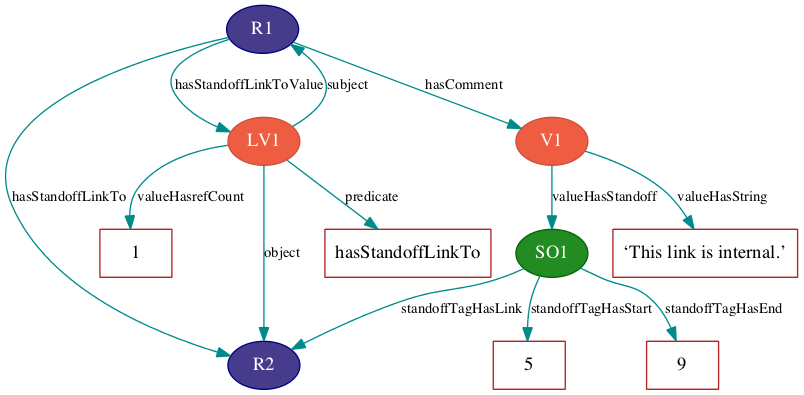 R1
hasStandoffLinkToValue
subject
hasComment
LV1
V1
hasStandoffLinkTo
valueHasrefCount
predicate
valueHasStandoff
valueHasString
1
object
hasStandoffLinkTo
SO1
‘This link is internal.’
standoffTagHasLink
standoffTagHasStart
standoffTagHasEnd
R2
5
9